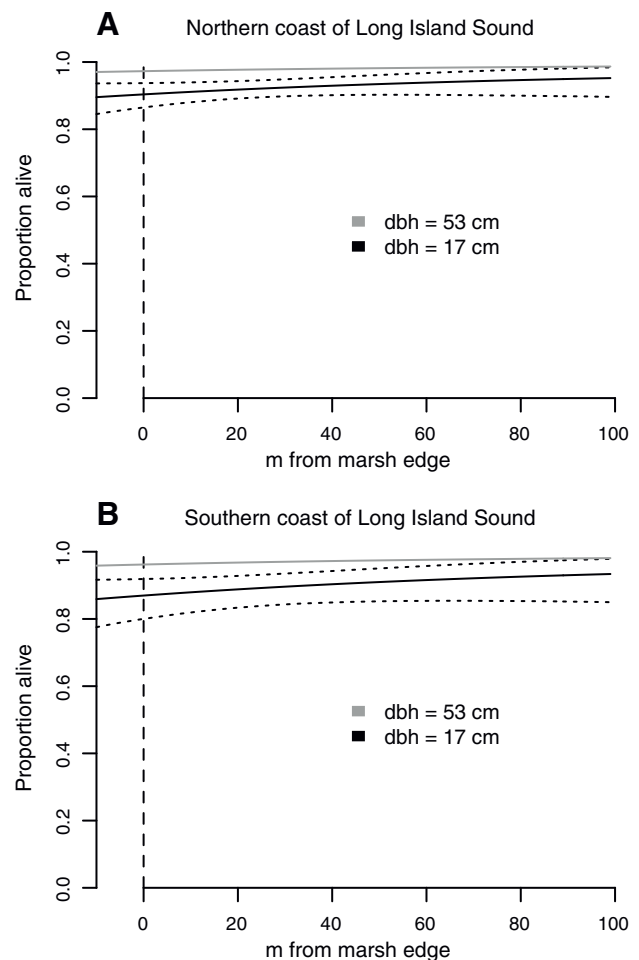 A
Northern coast of Long Island Sound
Proportion alive
1.0
0.8
0.6
0.4
0.2
0.0
dbh = 53 cm
dbh = 17 cm
0 20 40 60 80 100
m from marsh edge
B
Southern coast of Long Island Sound
Proportion alive
1.0
0.8
0.6
0.4
0.2
0.0
dbh = 53 cm
dbh = 17 cm
0 20 40 60 80 100
m from marsh edge